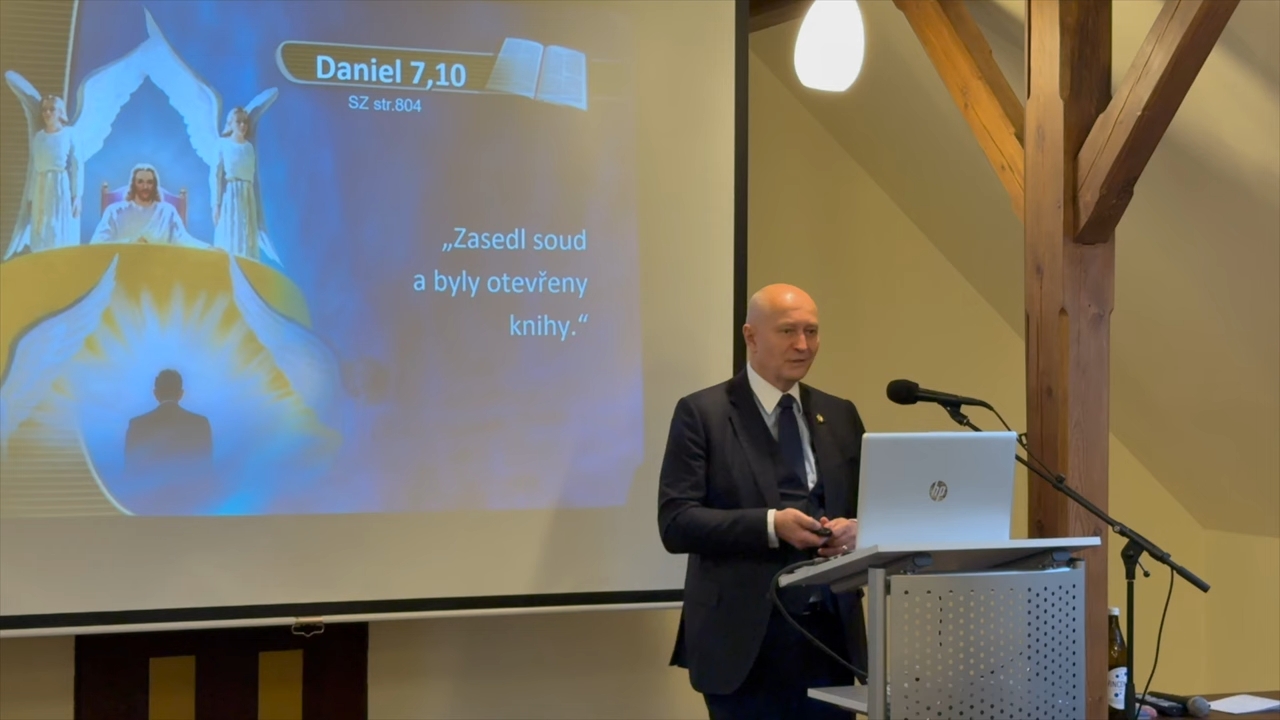 Daniel 7,10
SZ str.804
„Zasedl soud
a byly otevřeny
knihy.“
hp